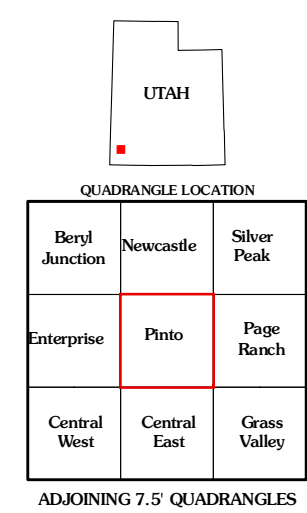 UTAH
QUADRANGLE LOCATION
Beryl
Junction
Newcastle
Silver
Peak
Enterprise
Pinto
Page
Ranch
Central
West
Central
East
Grass
Valley
ADJOINING 7.5' QUADRANGLES